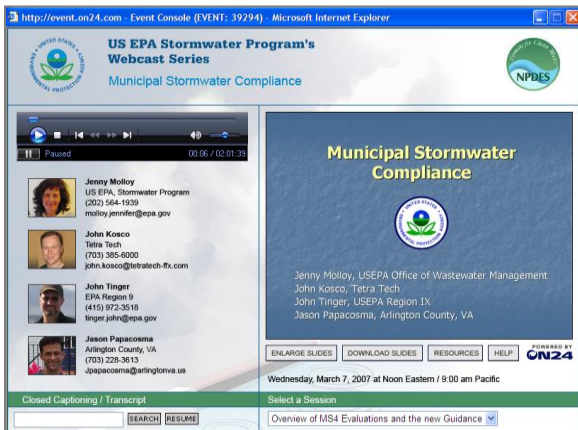 http://event.on24.com - Event Console (EVENT: 39294) - Microsoft Internet Explorer
US EPA Stormwater Program's
Webcast Series
Municipal Stormwater Compliance
UNITED STATES
ENVIRONMENTAL PROTECTION
NPDES
Paused
00:06 / 02:01:39
Jenny Molloy
US EPA, Stormwater Program
(202) 564-1939
molloy.jennifer@epa.gov
John Kosco
Tetra Tech
(703) 385-6000
john.kosco@tetratech-ffx.com
John Tinger
EPA Region 9
(415) 972-3518
tinger.john@epa.gov
Jason Papacosma
Arlington County, VA
(703) 228-3613
Jpapacosma@arlingtonva.us
Municipal Stormwater
Compliance
Jenny Molloy, USEPA Office of Wastewater Management
John Kosco, Tetra Tech
John Tinger, USEPA Region IX
Jason Papacosma, Arlington County, VA
ENLARGE SLIDES DOWNLOAD SLIDES RESOURCES HELP
POWERED BY
ON24
Wednesday, March 7, 2007 at Noon Eastern / 9:00 am Pacific
Closed Captioning / Transcript
SEARCH RESUME
Select a Session
Overview of MS4 Evaluations and the new Guidance